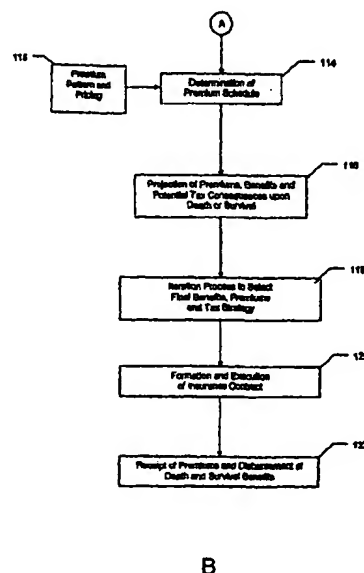 A
115
Premium
Pattern and
Pricing
114
Determination of
Premium Schedule
116
Projection of Premiums, Benefits and
Potential Tax Consequences upon
Death or Survival
Iteration Process to Select
Final Benefits, Premiums
and Tax Strategy
Formation and Execution
of Insurance Contract
Receipt of Premiums and Disbursement of
Death and Survival Benefits
B